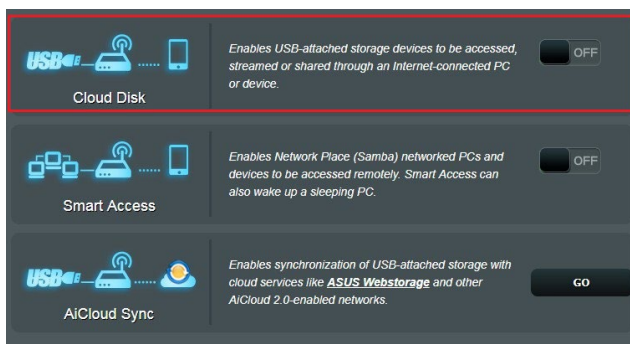 USB
Cloud Disk
Enables USB-attached storage devices to be accessed,
streamed or shared through an Internet-connected PC
or device.
OFF
Smart Access
Enables Network Place (Samba) networked PCs and
devices to be accessed remotely. Smart Access can
also wake up a sleeping PC.
OFF
USB
AiCloud Sync
Enables synchronization of USB-attached storage with
cloud services like ASUS Webstorage and other
AiCloud 2.0-enabled networks.
GO